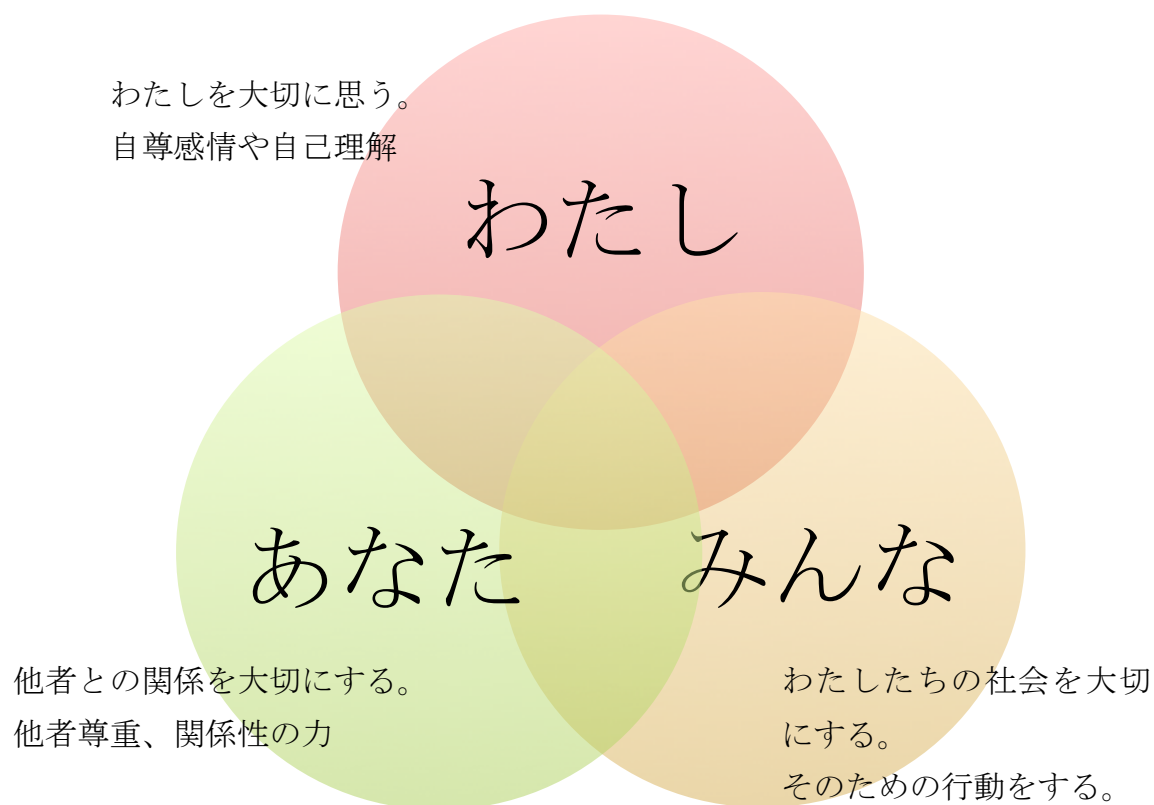 わたしを大切に思う。
自尊感情や自己理解
わたし
あなた
みんな
他者との関係を大切にする。
他者尊重、関係性の力
わたしたちの社会を大切
にする。
そのための行動をする。